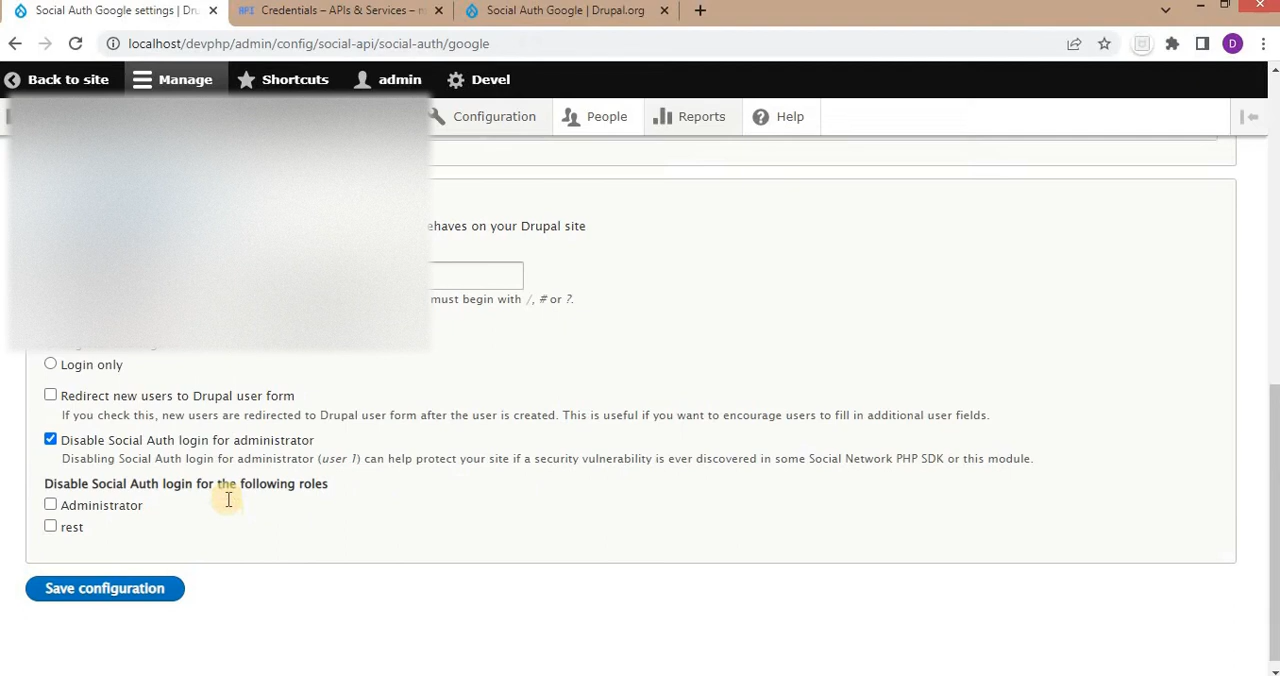 Social Auth Google settings | Dru
Credentials – APIs & Services – n
Social Auth Google | Drupal.org
localhost/devphp/admin/config/social-api/social-auth/google
D
Back to site
Manage
Shortcuts
admin
Devel
Configuration
People
Reports
Help
ehaves on your Drupal site
must begin with /, # or ?.
Login only
Redirect new users to Drupal user form
If you check this, new users are redirected to Drupal user form after the user is created. This is useful if you want to encourage users to fill in additional user fields.
Disable Social Auth login for administrator
Disabling Social Auth login for administrator (user 1) can help protect your site if a security vulnerability is ever discovered in some Social Network PHP SDK or this module.
Disable Social Auth login for the following roles
Administrator
rest
Save configuration